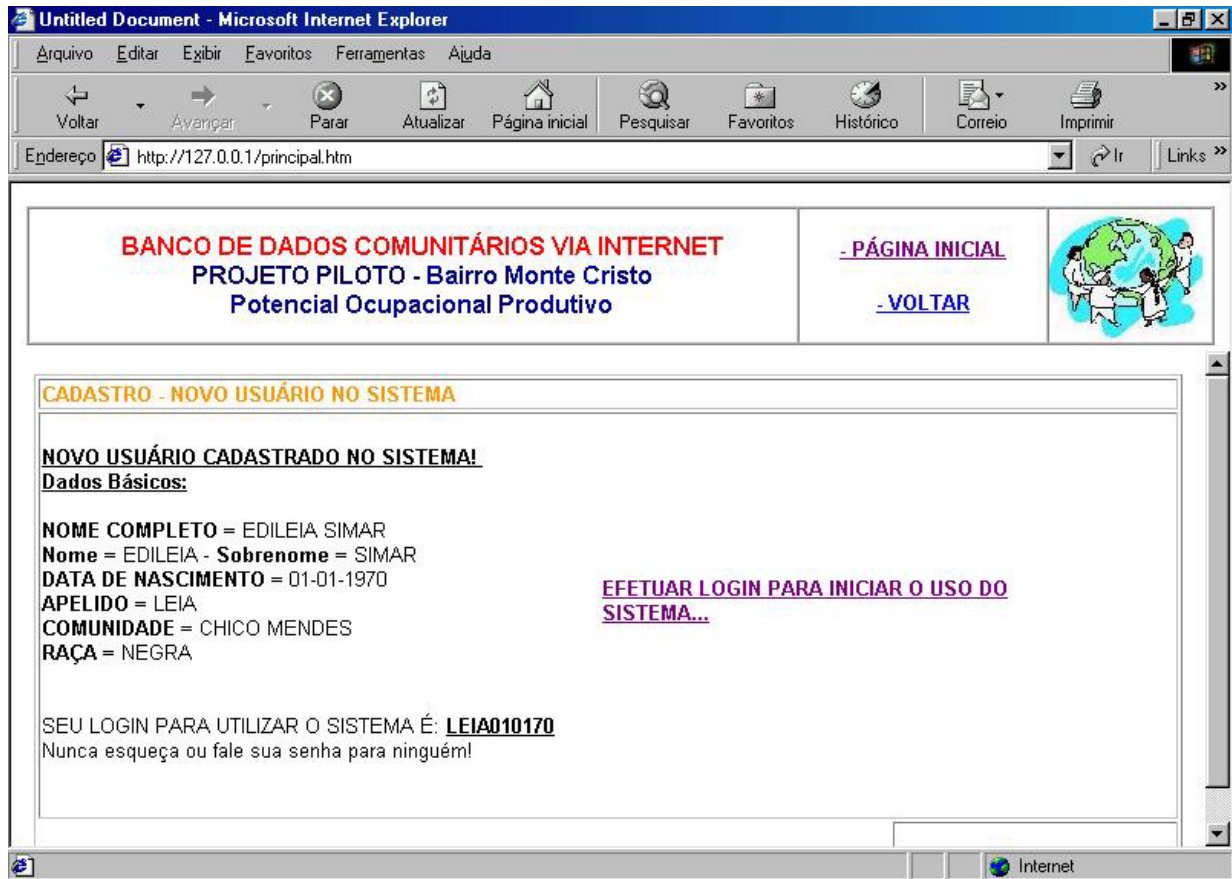 Untitled Document - Microsoft Internet Explorer
Arquivo Editar Exibir Favoritos Ferramentas Ajuda
Voltar Avançar Parar Atualizar Página inicial Pesquisar Favoritos Histórico Correio Imprimir »
Endereço http://127.0.0.1/principal.htm Ir Links »
BANCO DE DADOS COMUNITÁRIOS VIA INTERNET
PROJETO PILOTO - Bairro Monte Cristo
Potencial Ocupacional Produtivo
- PÁGINA INICIAL
- VOLTAR
CADASTRO - NOVO USUÁRIO NO SISTEMA
NOVO USUÁRIO CADASTRADO NO SISTEMA!
Dados Básicos:
NOME COMPLETO = EDILEIA SIMAR
Nome = EDILEIA - Sobrenome = SIMAR
DATA DE NASCIMENTO = 01-01-1970
APELIDO = LEIA
COMUNIDADE = CHICO MENDES
RAÇA = NEGRA
EFETUAR LOGIN PARA INICIAR O USO DO
SISTEMA...
SEU LOGIN PARA UTILIZAR O SISTEMA É: LEIA010170
Nunca esqueça ou fale sua senha para ninguém!
Internet